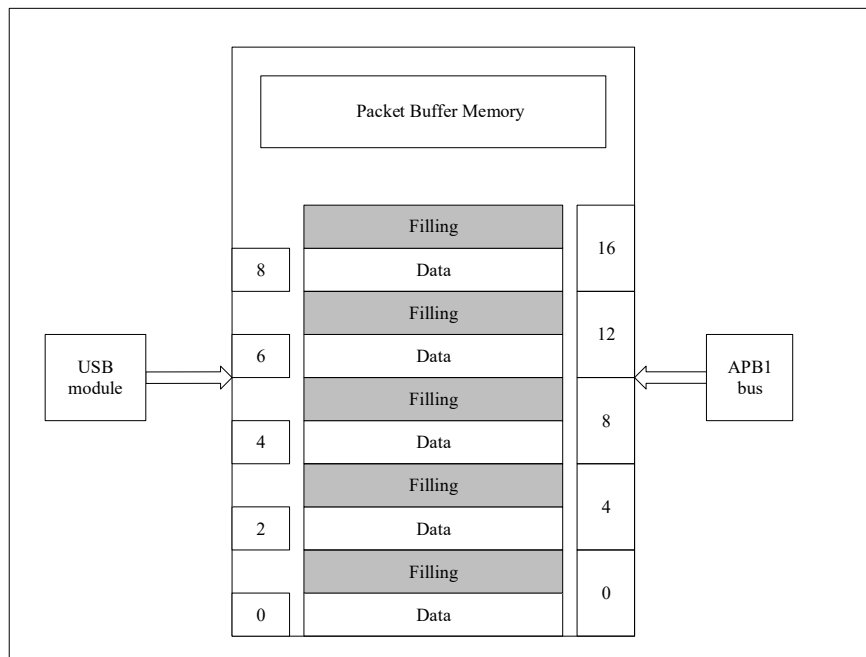 Packet Buffer Memory
Filling
16
8
Data
Filling
12
6
Data
USB
module
APB1
bus
Filling
8
4
Data
Filling
4
2
Data
Filling
0
0
Data